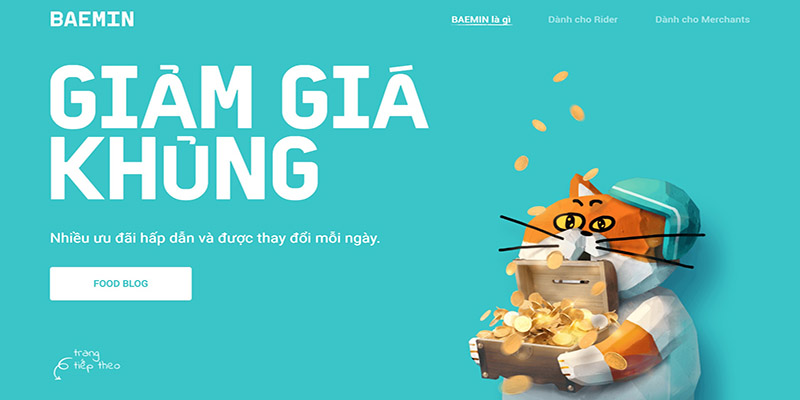 BAEMIN
BAEMIN là gì
Dành cho Rider
Dành cho Merchants
GIẢM GIÁ
KHỦNG
Nhiều ưu đãi hấp dẫn và được thay đổi mỗi ngày.
FOOD BLOG
trang
tiếp theo